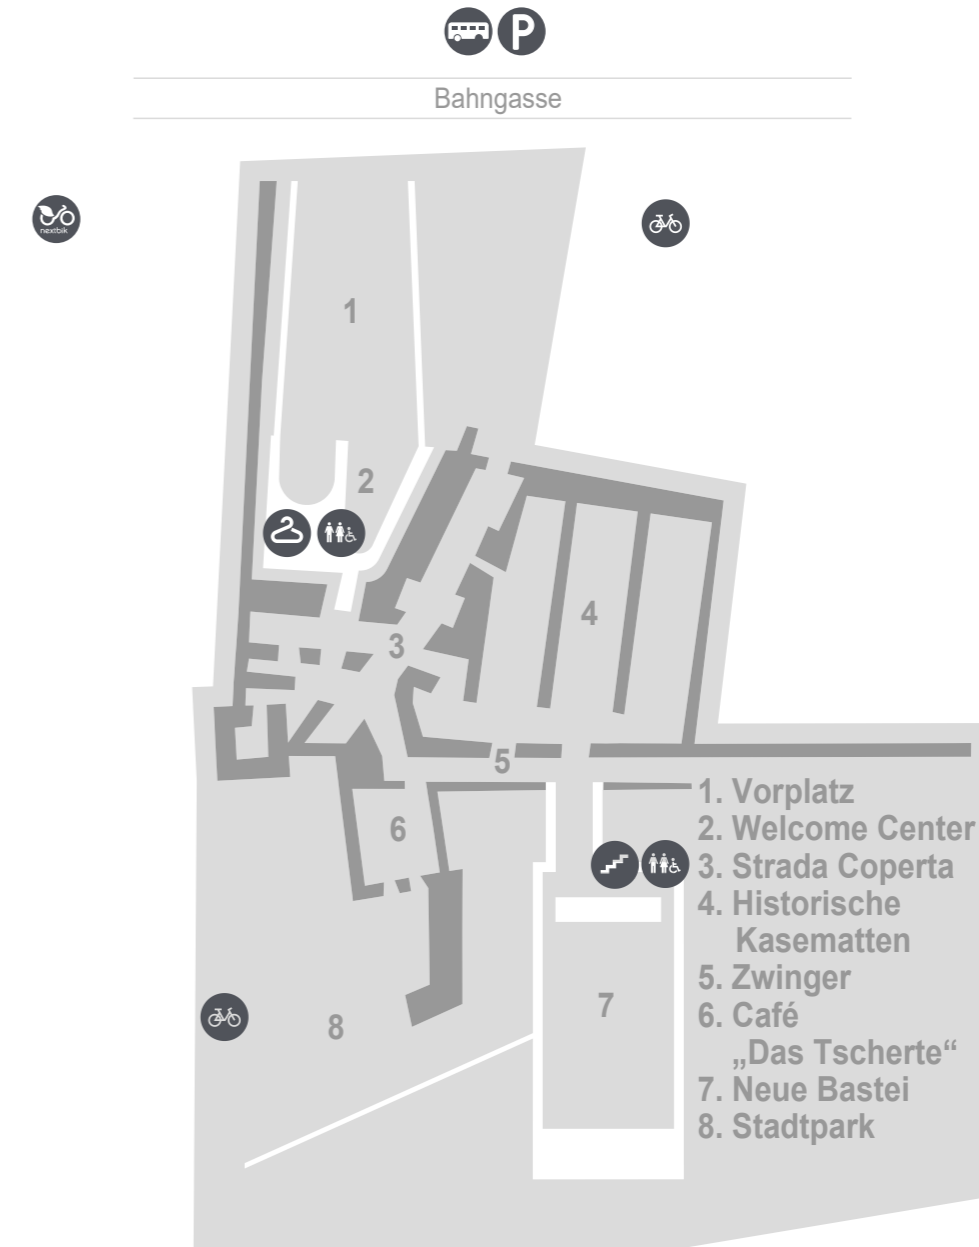 P
Bahngasse
nextbik
1
2
3
4
5
6
7
8
1. Vorplatz
2. Welcome Center
3. Strada Coperta
4. Historische
Kasematten
5. Zwinger
6. Café
„Das Tscherte“
7. Neue Bastei
8. Stadtpark